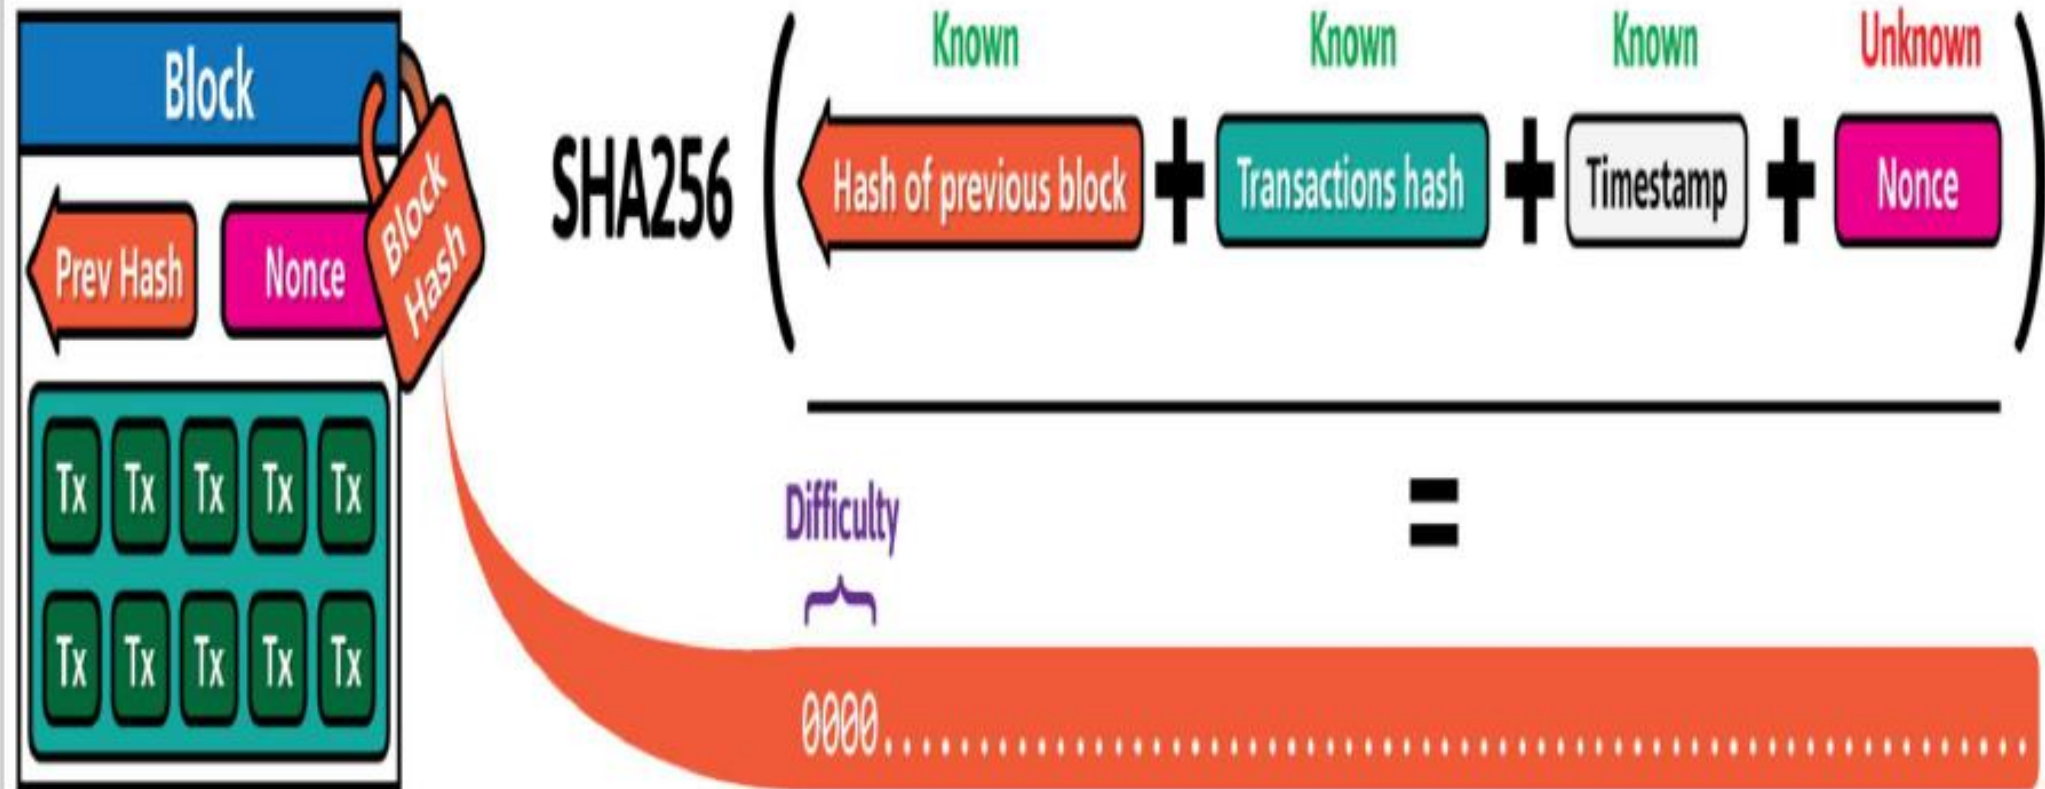 Block
Prev Hash
Nonce
Block
Hash
Tx Tx Tx Tx Tx
Tx Tx Tx Tx Tx
Known Known Known Unknown
SHA256 ( Hash of previous block + Transactions hash + Timestamp + Nonce )
Difficulty
=
0000............................................................